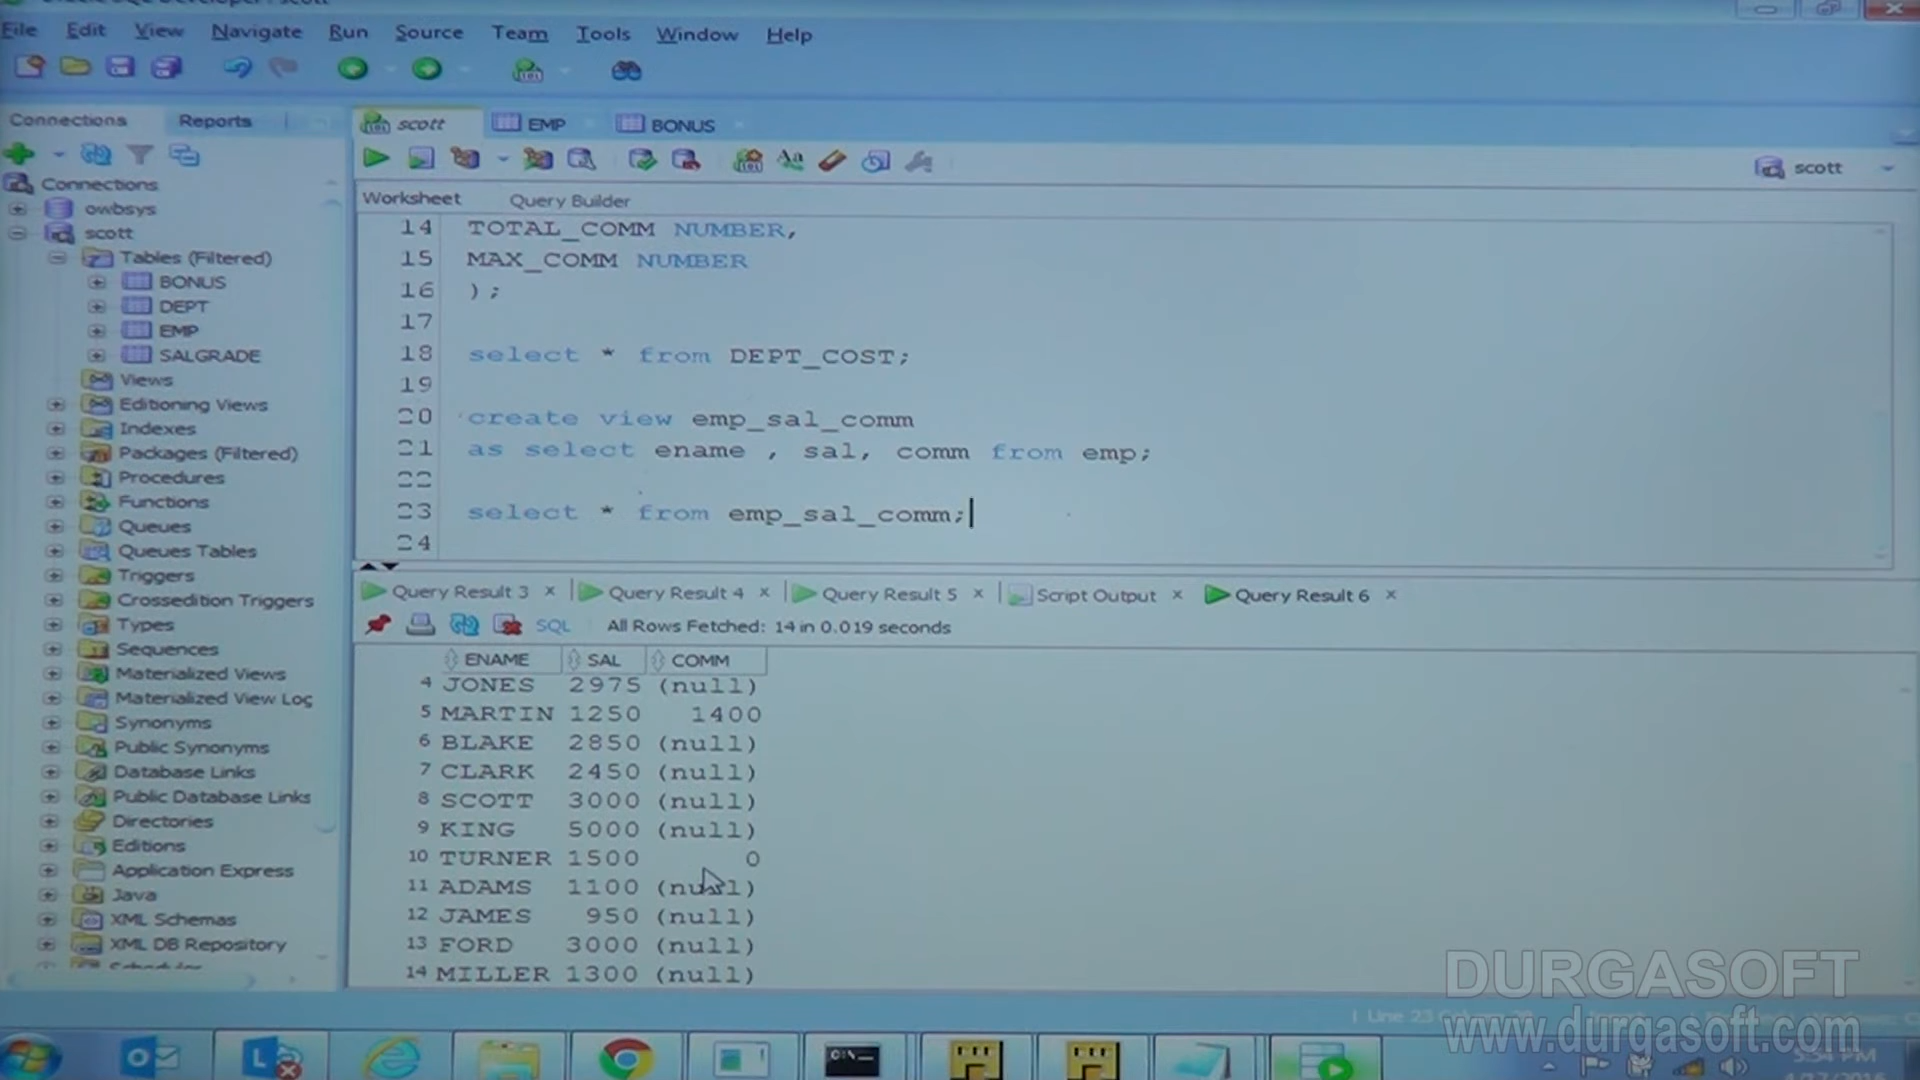 File Edit View Navigate Run Source Team Tools Window Help
Connections Reports
scott EMP BONUS
scott
Worksheet Query Builder
Connections
owbsys
scott
Tables (Filtered)
BONUS
DEPT
EMP
SALGRADE
Views
Editioning Views
Indexes
Packages (Filtered)
Procedures
Functions
Queues
Queues Tables
Triggers
Crossedition Triggers
Types
Sequences
Materialized Views
Materialized View Log
Synonyms
Public Synonyms
Database Links
Public Database Links
Directories
Editions
Application Express
Java
XML Schemas
XML DB Repository
14 TOTAL_COMM NUMBER,
15 MAX_COMM NUMBER
16 );
17
18 select * from DEPT_COST;
19
20 create view emp_sal_comm
21 as select ename , sal, comm from emp;
22
23 select * from emp_sal_comm;
24
Query Result 3 Query Result 4 Query Result 5 Script Output Query Result 6
SQL All Rows Fetched: 14 in 0.019 seconds
ENAME SAL COMM
4 JONES 2975 (null)
5 MARTIN 1250 1400
6 BLAKE 2850 (null)
7 CLARK 2450 (null)
8 SCOTT 3000 (null)
9 KING 5000 (null)
10 TURNER 1500 0
11 ADAMS 1100 (null)
12 JAMES 950 (null)
13 FORD 3000 (null)
14 MILLER 1300 (null)
DURGASOFT
www.durgasoft.com
5:34 PM